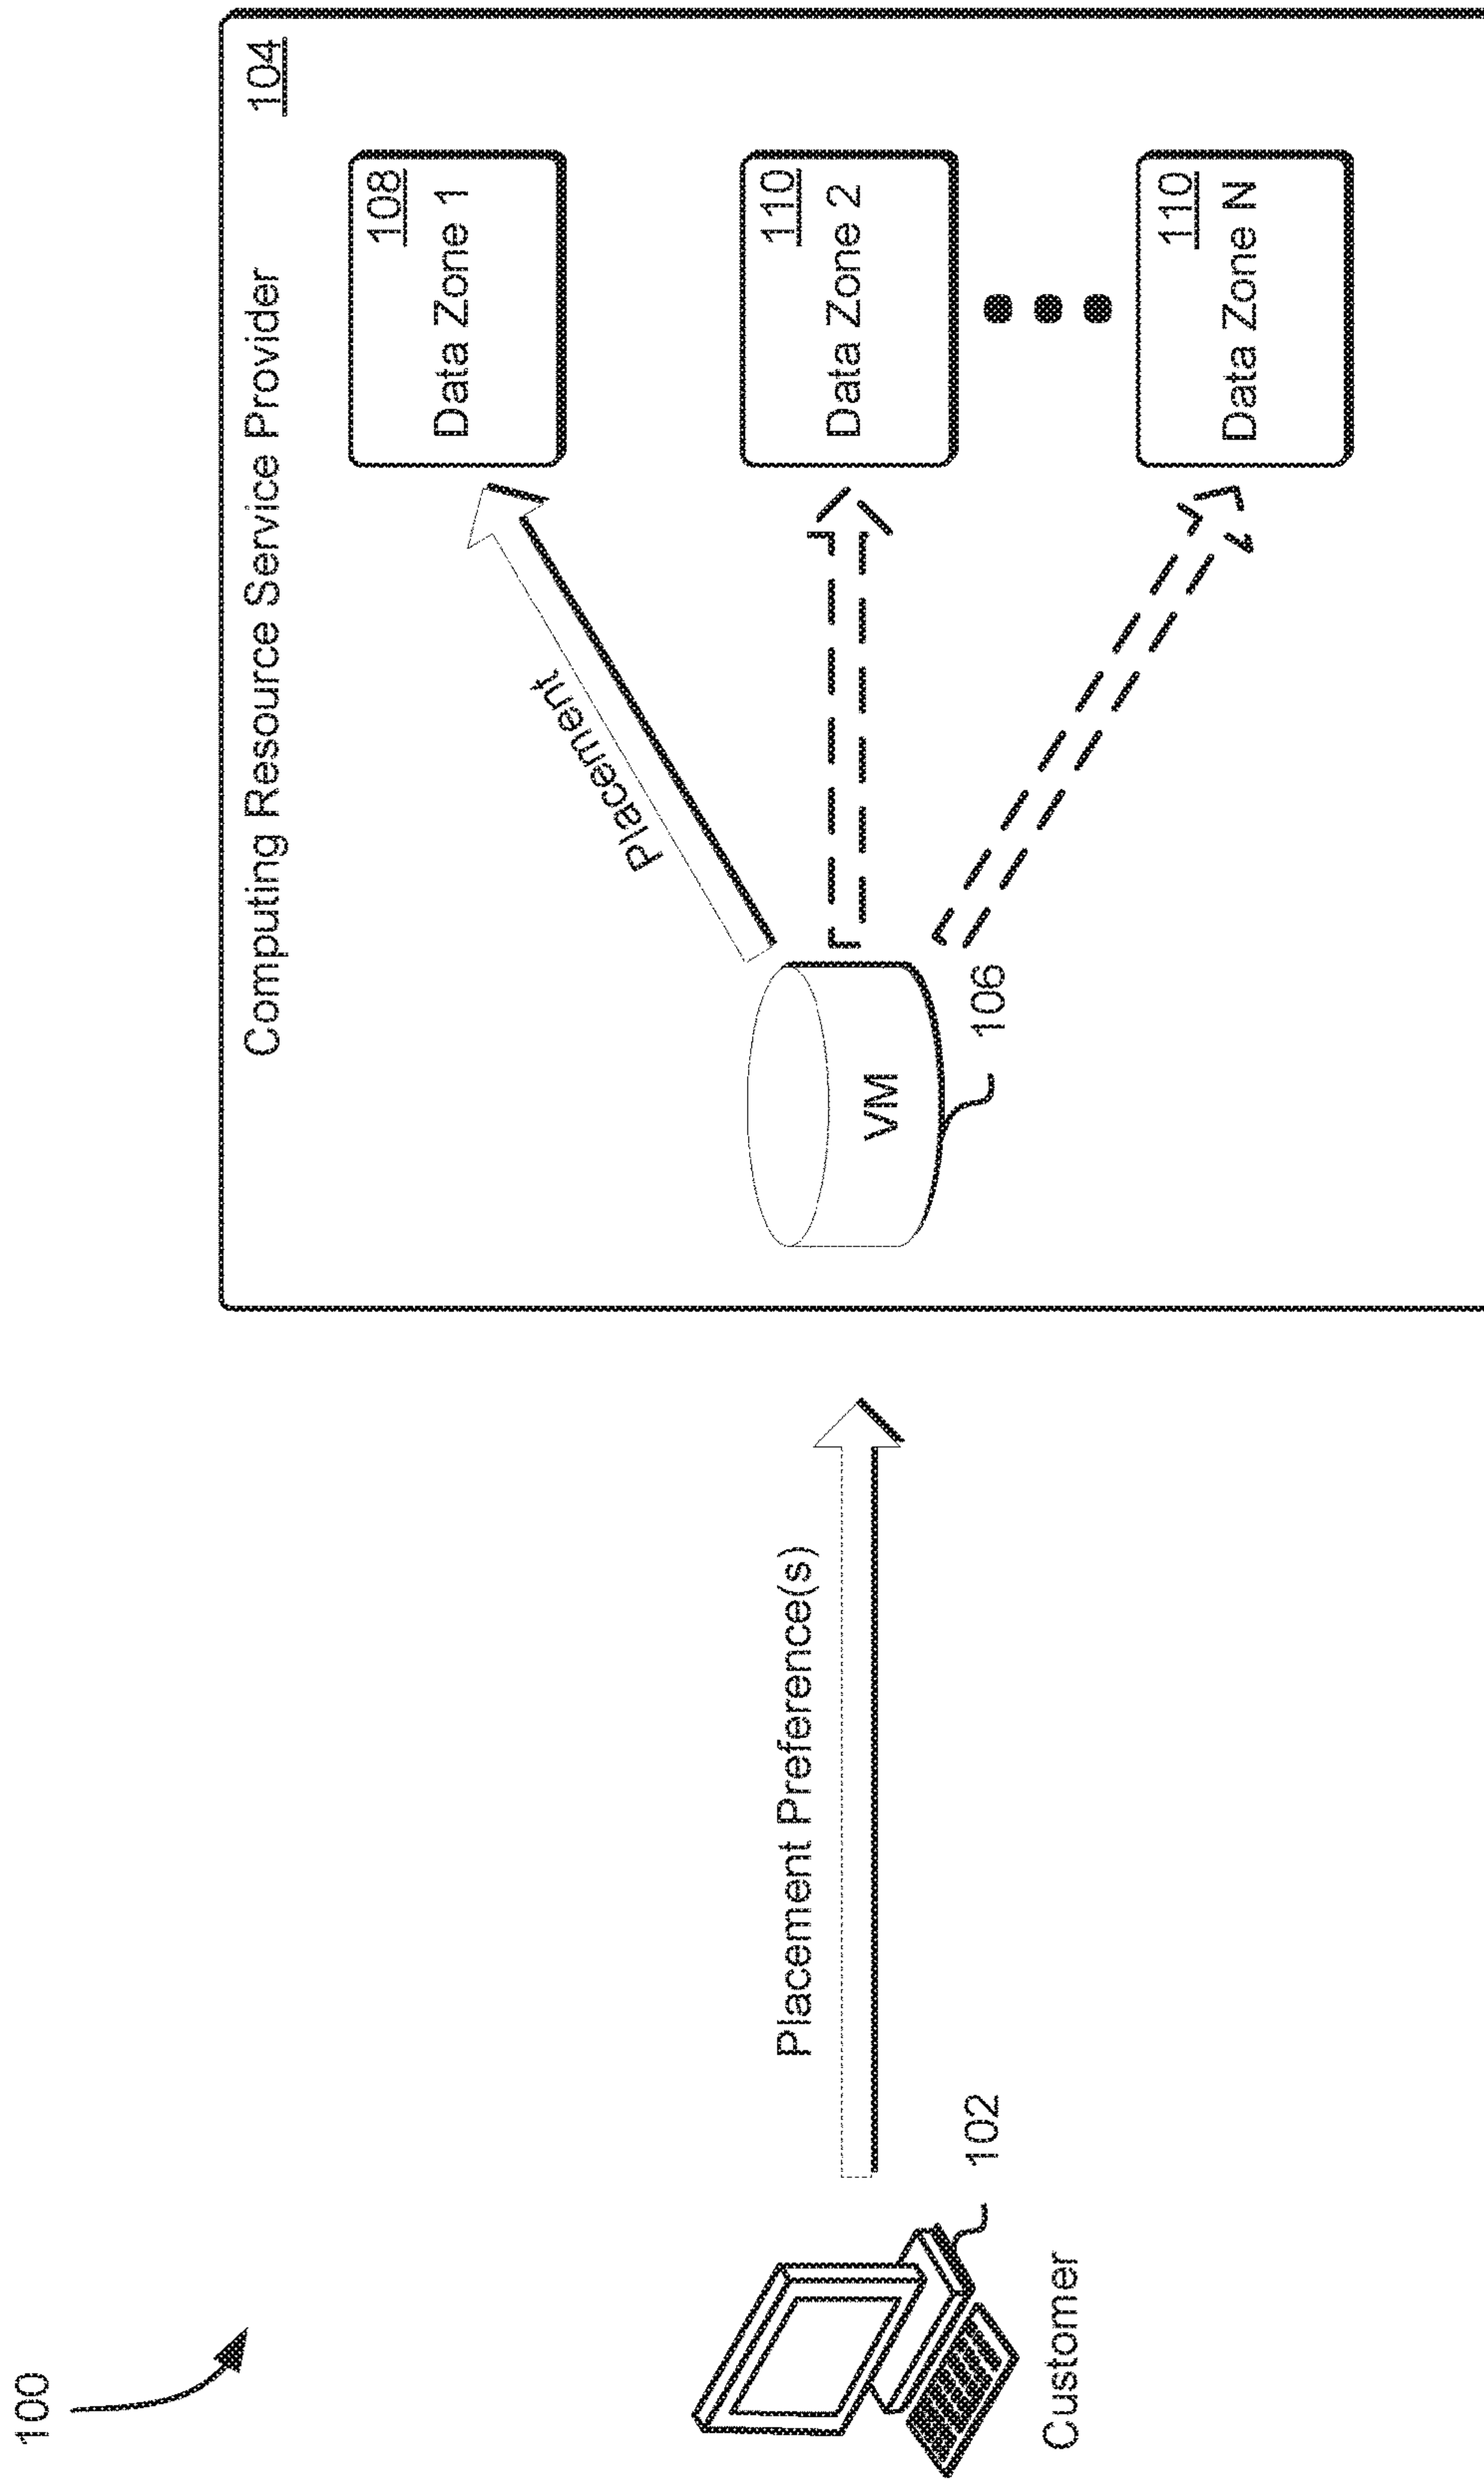 100
Computing Resource Service Provider
104
108
Data Zone 1
Placement
110
Data Zone 2
Placement Preference(s)
VM
106
102
Customer
110
Data Zone N